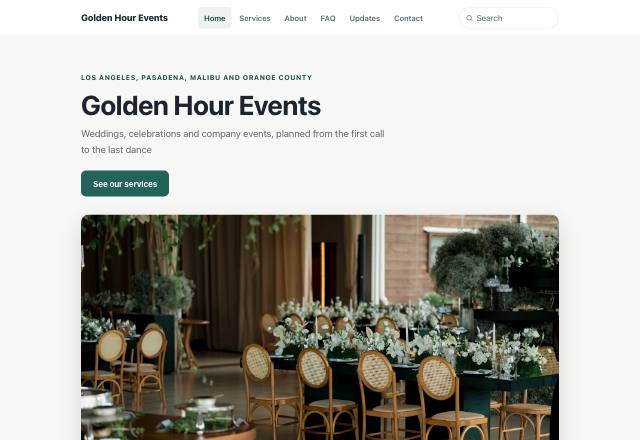 Golden Hour Events
Home
Services
About
FAQ
Updates
Contact
Search
LOS ANGELES, PASADENA, MALIBU AND ORANGE COUNTY
Golden Hour Events
Weddings, celebrations and company events, planned from the first call
to the last dance
See our services